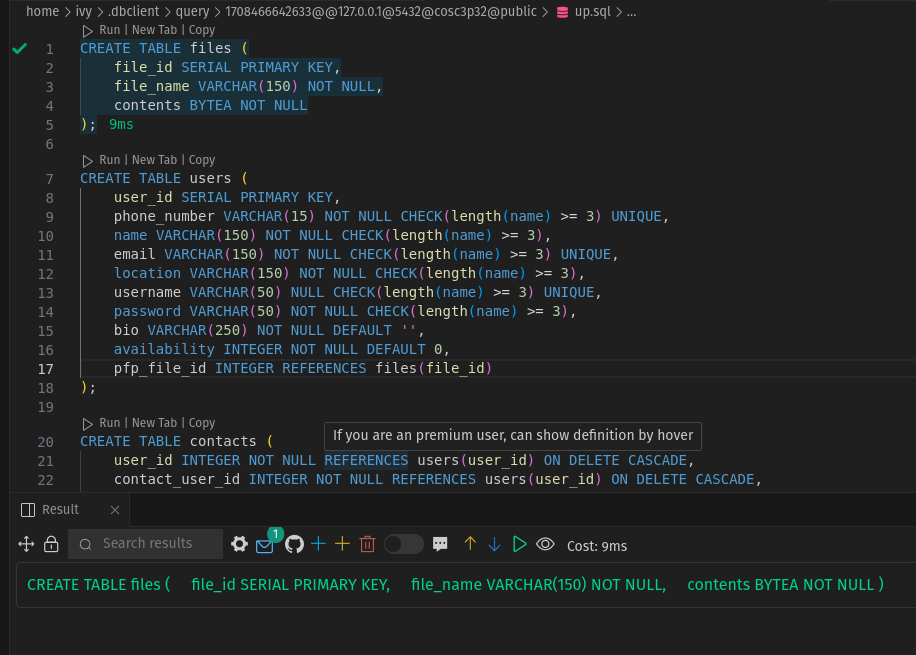 home > ivy > .dbclient > query > 1708466642633@@127.0.0.1@5432@cosc3p32@public > up.sql > ...
Run | New Tab | Copy
1 CREATE TABLE files (
2 file_id SERIAL PRIMARY KEY,
3 file_name VARCHAR(150) NOT NULL,
4 contents BYTEA NOT NULL
5 ); 9ms
6
Run | New Tab | Copy
7 CREATE TABLE users (
8 user_id SERIAL PRIMARY KEY,
9 phone_number VARCHAR(15) NOT NULL CHECK(length(name) >= 3) UNIQUE,
10 name VARCHAR(150) NOT NULL CHECK(length(name) >= 3),
11 email VARCHAR(150) NOT NULL CHECK(length(name) >= 3) UNIQUE,
12 location VARCHAR(150) NOT NULL CHECK(length(name) >= 3),
13 username VARCHAR(50) NULL CHECK(length(name) >= 3) UNIQUE,
14 password VARCHAR(50) NOT NULL CHECK(length(name) >= 3),
15 bio VARCHAR(250) NOT NULL DEFAULT '',
16 availability INTEGER NOT NULL DEFAULT 0,
17 pfp_file_id INTEGER REFERENCES files(file_id)
18 );
19
Run | New Tab | Copy
20 CREATE TABLE contacts (
If you are an premium user, can show definition by hover
21 user_id INTEGER NOT NULL REFERENCES users(user_id) ON DELETE CASCADE,
22 contact_user_id INTEGER NOT NULL REFERENCES users(user_id) ON DELETE CASCADE,
Result
Search results 1 Cost: 9ms
CREATE TABLE files ( file_id SERIAL PRIMARY KEY, file_name VARCHAR(150) NOT NULL, contents BYTEA NOT NULL )